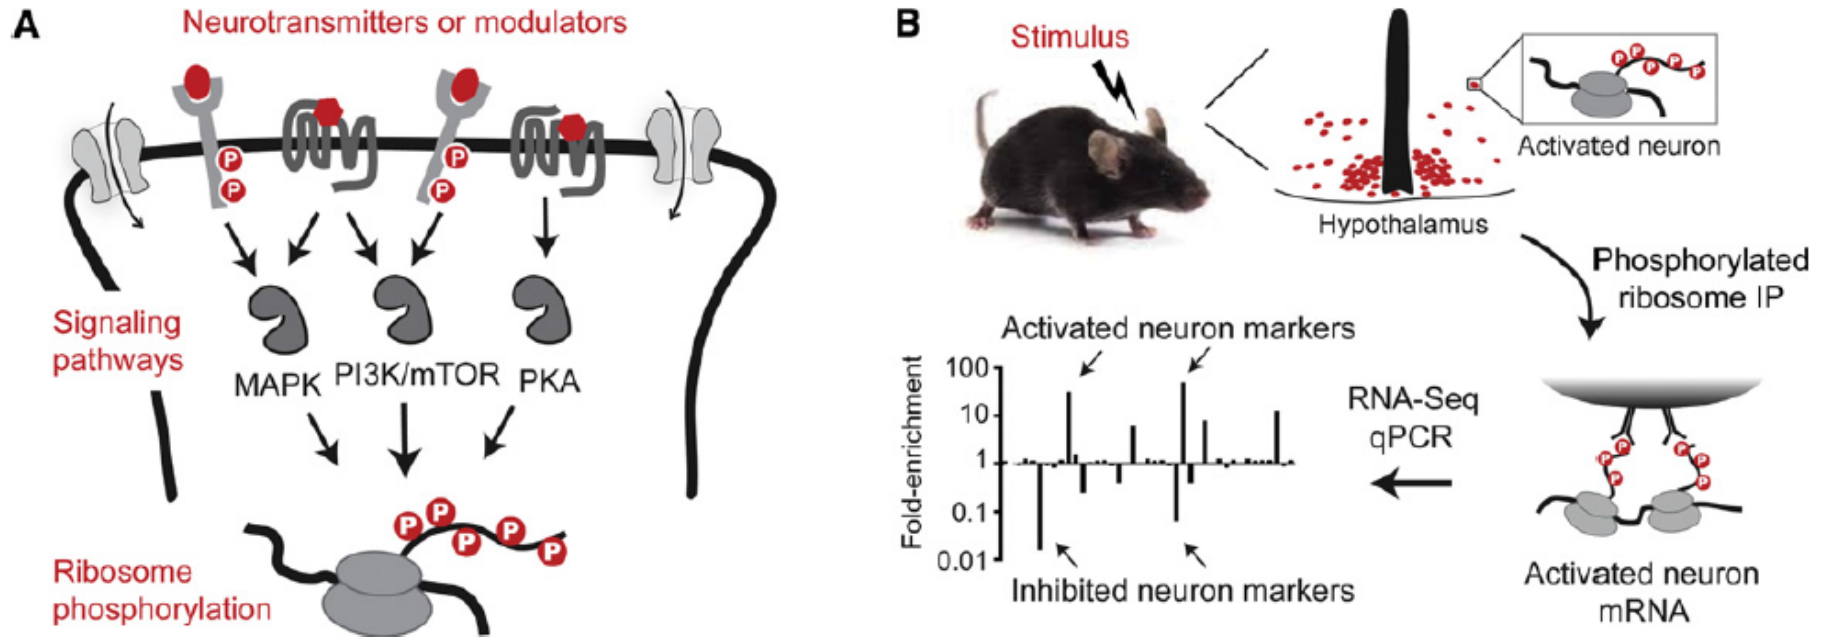 A
Neurotransmitters or modulators
P
P
P
P
Signaling
pathways
MAPK
PI3K/mTOR
PKA
P
P
P
P
P
Ribosome
phosphorylation
B
Stimulus
P
P
P
P
P
Activated neuron
Hypothalamus
Phosphorylated
ribosome IP
P
P
P
P
P
P
Activated neuron
mRNA
RNA-Seq
qPCR
Activated neuron markers
Fold-enrichment
100
10
1
0.1
0.01
Inhibited neuron markers